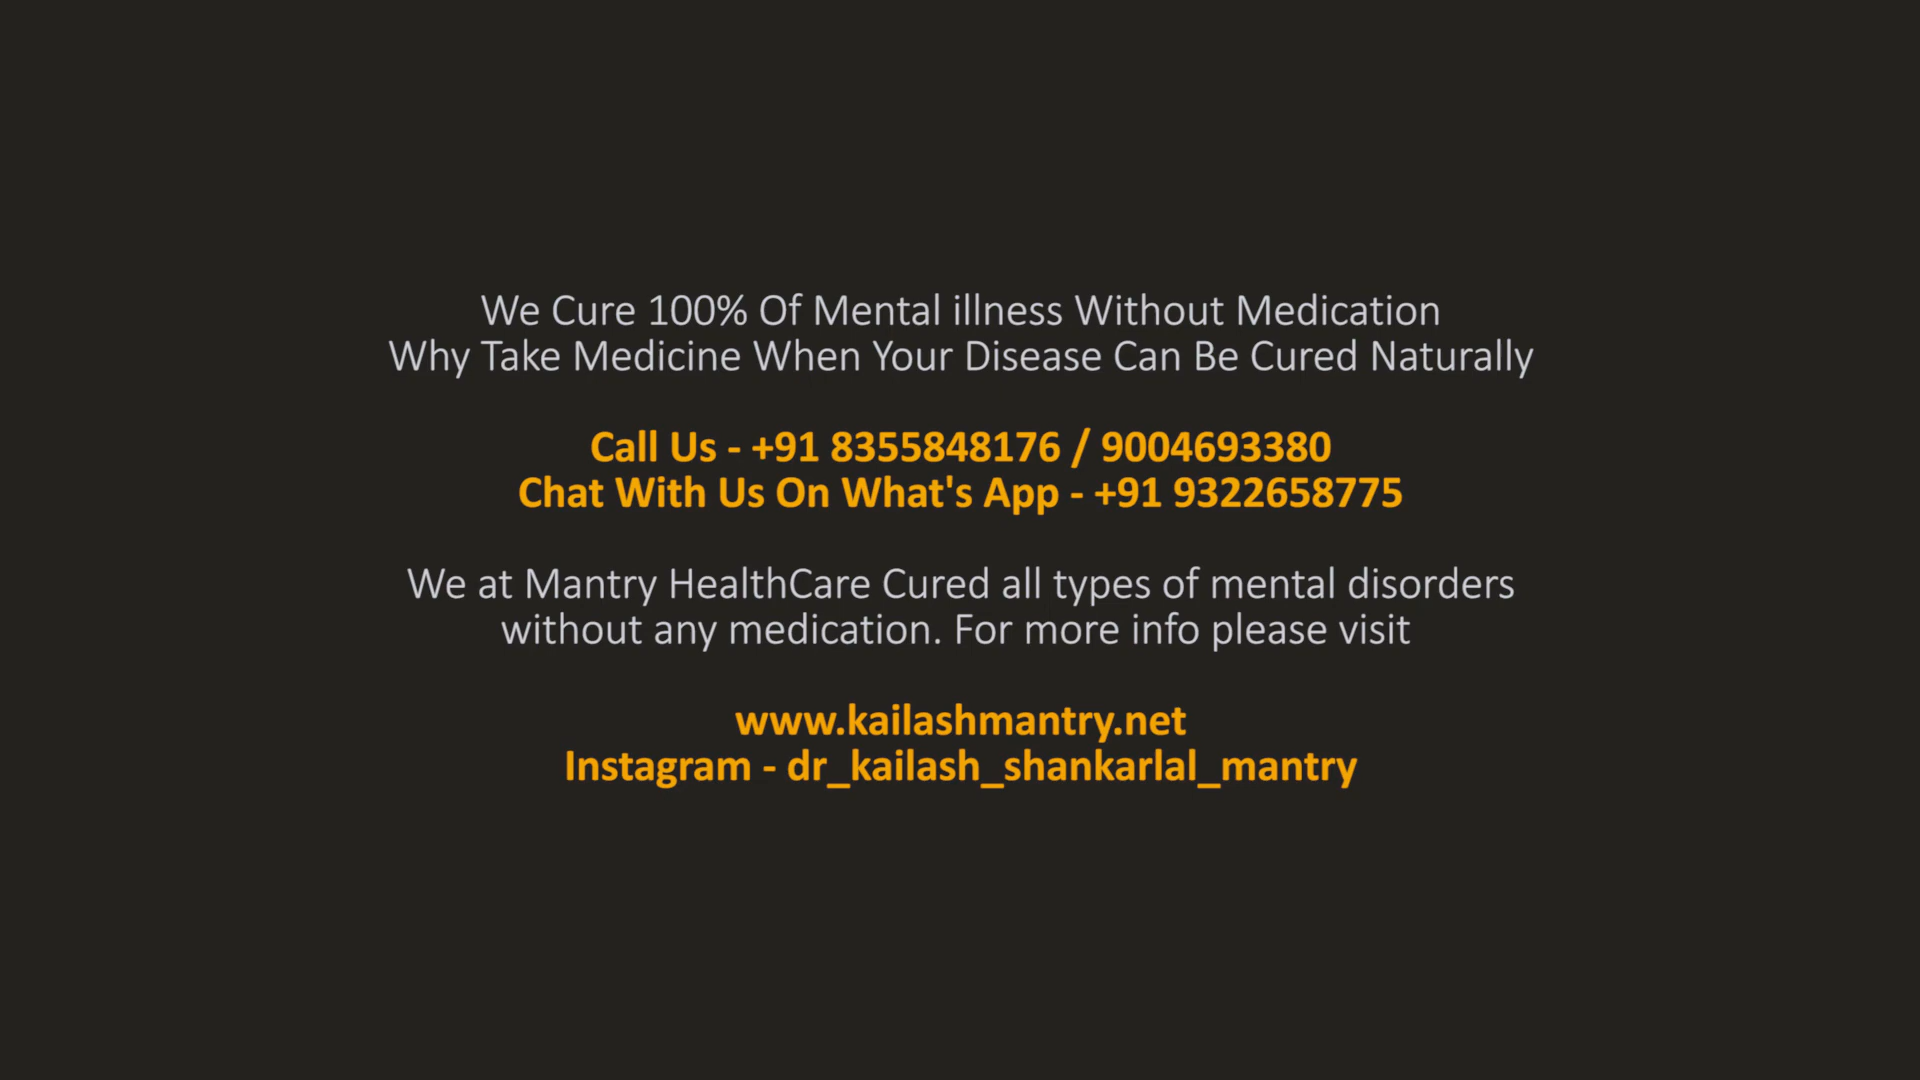 We Cure 100% Of Mental illness Without Medication
Why Take Medicine When Your Disease Can Be Cured Naturally
Call Us - +91 8355848176 / 9004693380
Chat With Us On What's App - +91 9322658775
We at Mantry HealthCare Cured all types of mental disorders
without any medication. For more info please visit
www.kailashmantry.net
Instagram - dr_kailash_shankarlal_mantry